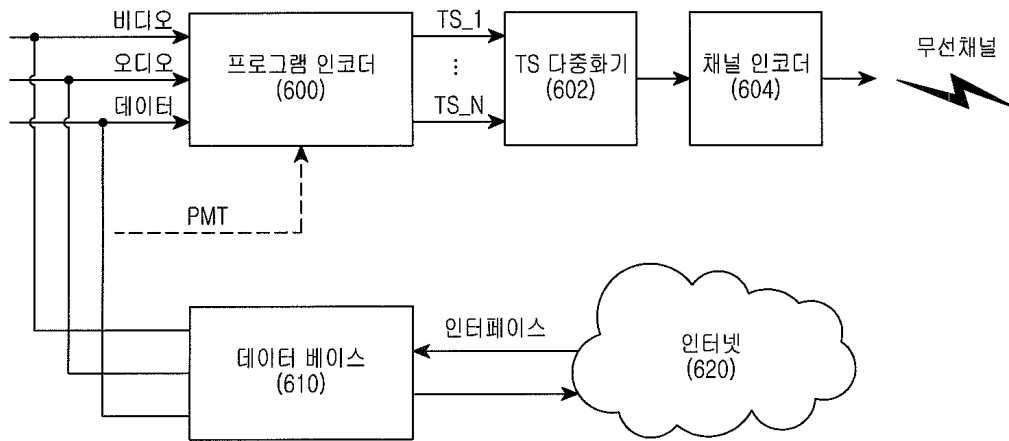 비디오
오디오
데이터
프로그램 인코더
(600)
TS_1
⋮
TS_N
TS 다중화기
(602)
채널 인코더
(604)
무선채널
PMT
데이터 베이스
(610)
인터페이스
인터넷
(620)